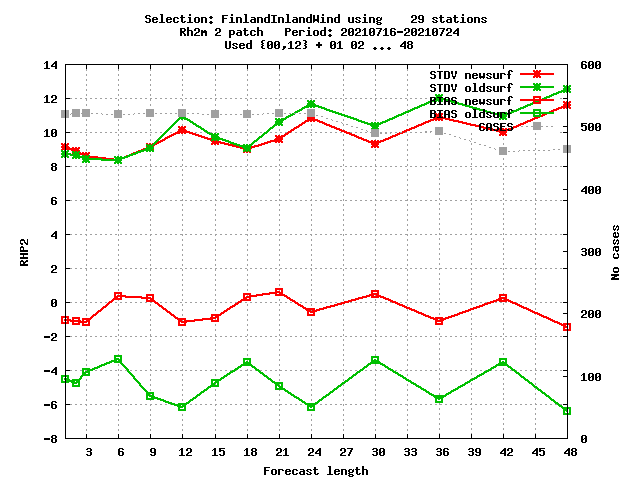 Selection: FinlandInlandWind using    29 stations
Rh2m 2 patch   Period: 20210716-20210724
Used {00,12} + 01 02 ... 48
14
12
10
8
6
4
2
0
-2
-4
-6
-8
600
500
400
300
200
100
0
STDV newsurf
STDV oldsurf
BIAS newsurf
BIAS oldsurf
CASES
RHP2
No cases
3 6 9 12 15 18 21 24 27 30 33 36 39 42 45 48
Forecast length